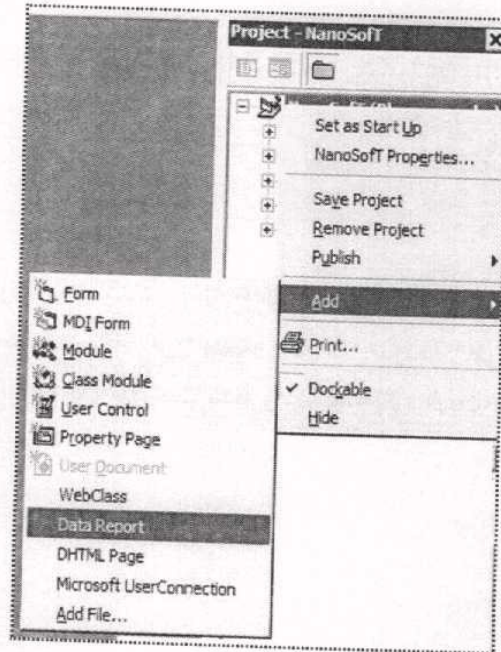 Project - NanoSofT
Set as Start Up
NanoSofT Properties...
Save Project
Remove Project
Publish
Add
Print...
Dockable
Hide
Form
MDI Form
Module
Class Module
User Control
Property Page
User Document
WebClass
Data Report
DHTML Page
Microsoft UserConnection
Add File...